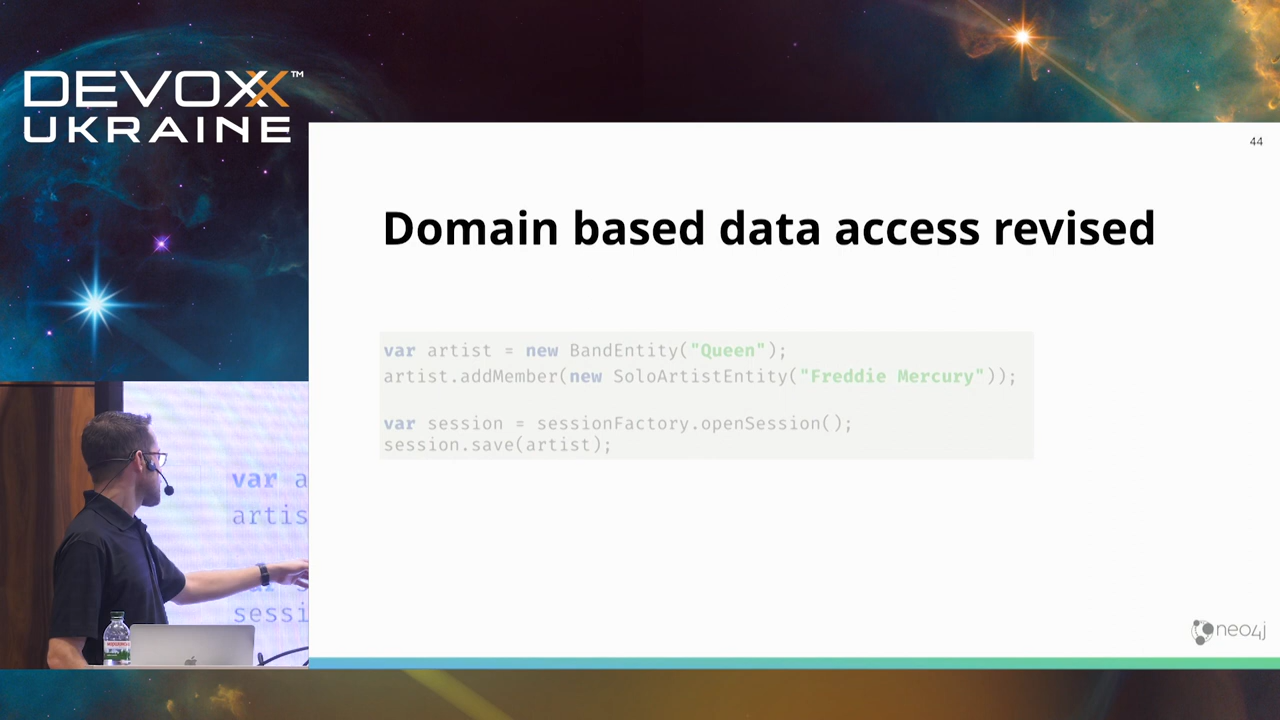 DEVOXX™
UKRAINE
44
Domain based data access revised
var artist = new BandEntity("Queen");
artist.addMember(new SoloArtistEntity("Freddie Mercury"));
var session = sessionFactory.openSession();
session.save(artist);
var a
artis
sessi
neo4j